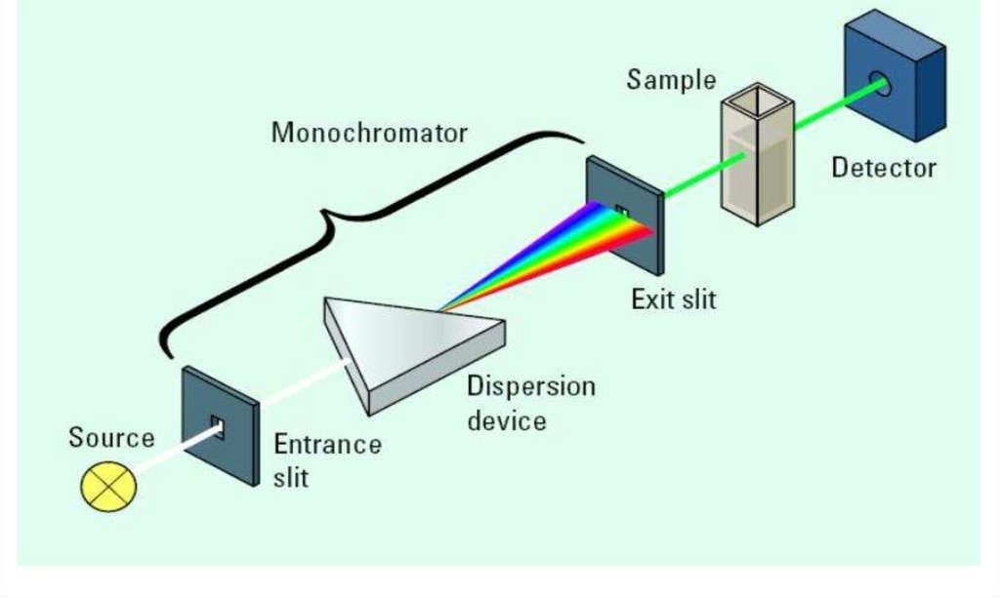 Sample
Monochromator
Detector
Exit slit
Dispersion
device
Source
Entrance
slit